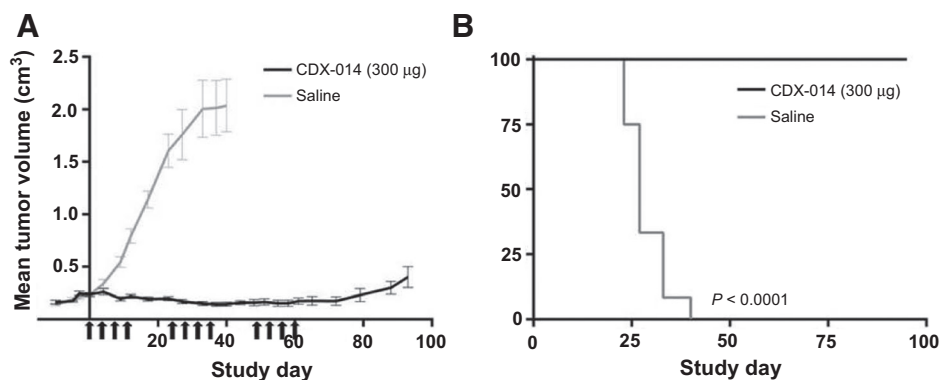 A
Mean tumor volume (cm³)
2.5
2.0
1.5
1.0
0.5
CDX-014 (300 µg)
Saline
20
40
60
80
100
Study day
B
100
75
50
25
0
CDX-014 (300 µg)
Saline
P < 0.0001
0
25
50
75
100
Study day